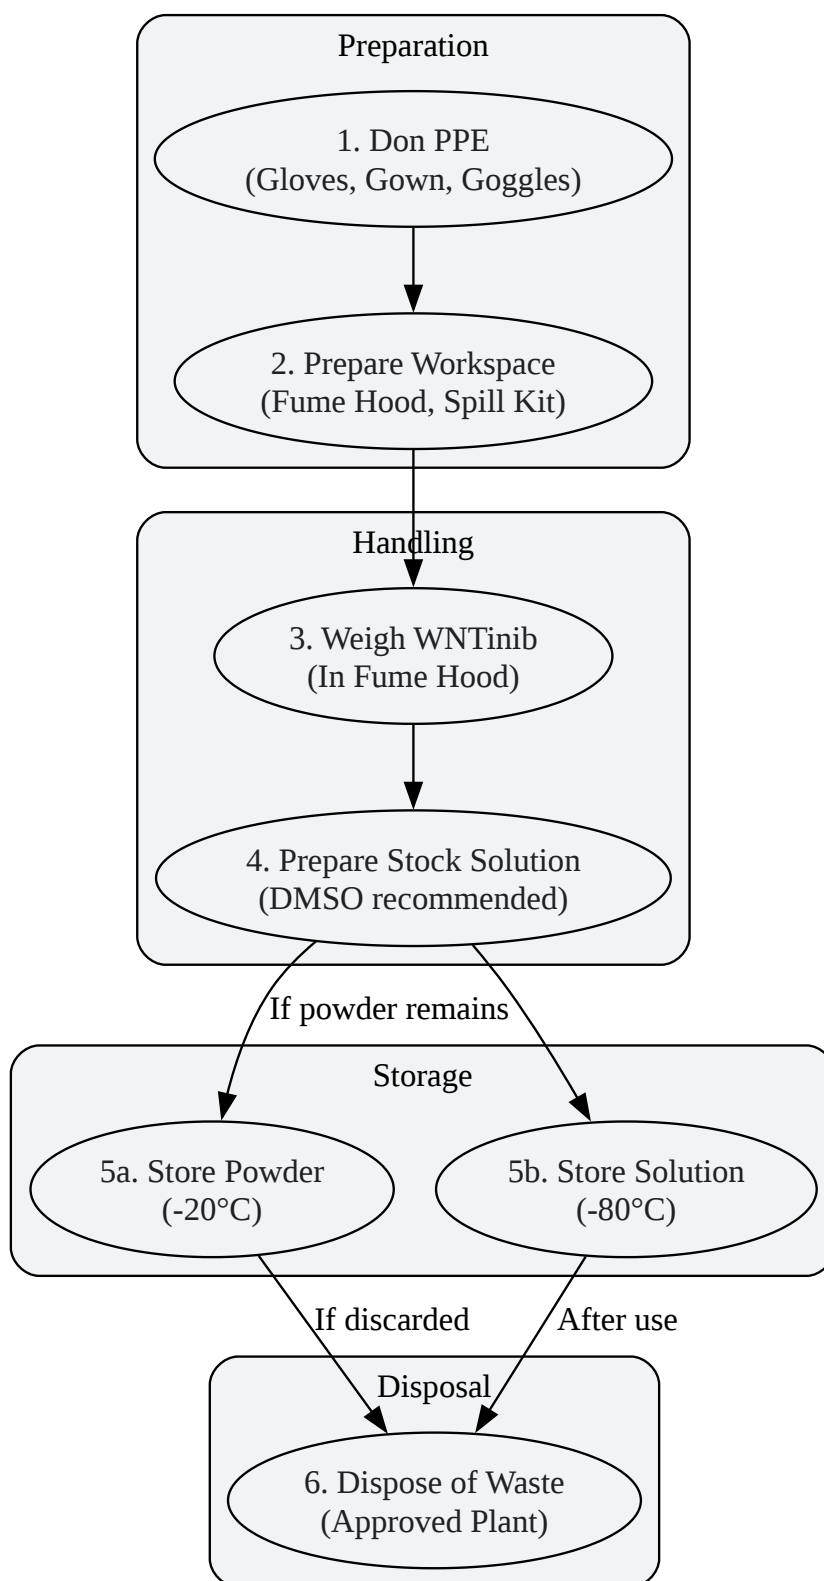 Preparation
1. Don PPE
(Gloves, Gown, Goggles)
2. Prepare Workspace
(Fume Hood, Spill Kit)
Handling
3. Weigh WNTinib
(In Fume Hood)
4. Prepare Stock Solution
(DMSO recommended)
If powder remains
Storage
5a. Store Powder
(-20°C)
5b. Store Solution
(-80°C)
If discarded
After use
Disposal
6. Dispose of Waste
(Approved Plant)